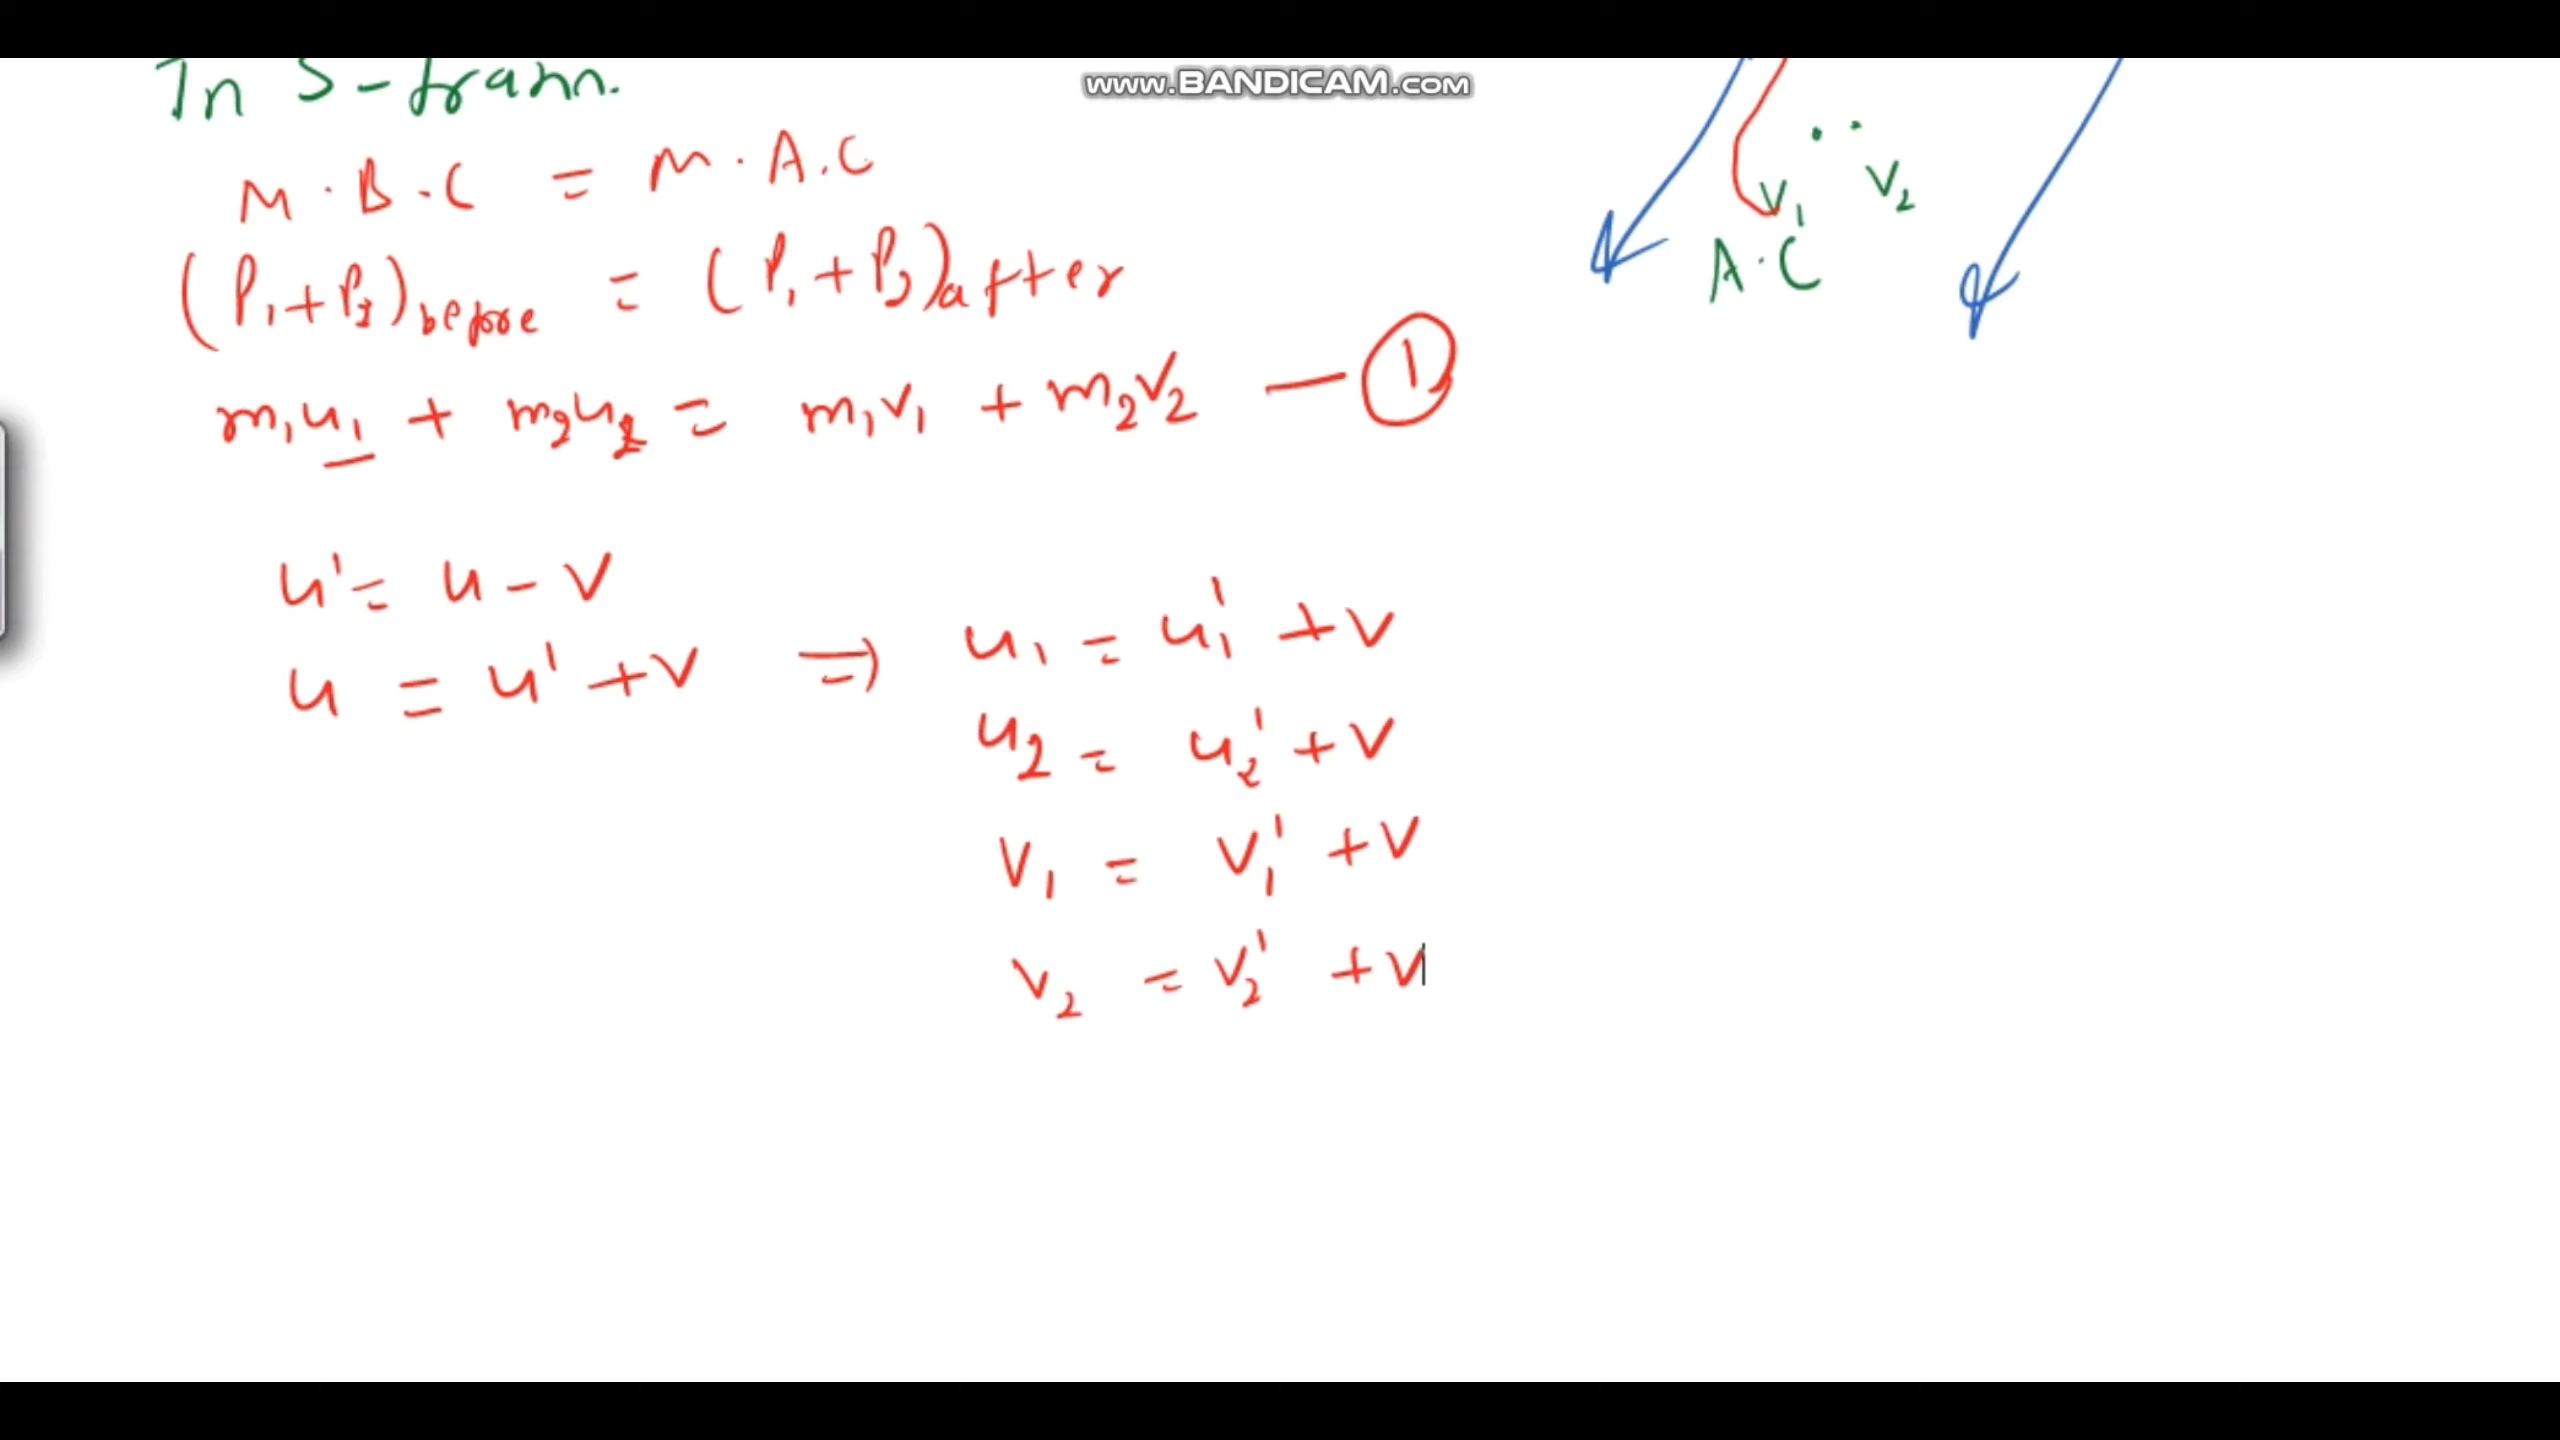 In S-fram.
www.BANDICAM.com
M.B.C = M.A.C
(P₁+P₂)before = (P₁+P₂)after
m₁u₁ + m₂u₂ = m₁v₁ + m₂v₂ — ①
V₁ V₂
A.C
u' = u - v
u = u' + v ⇒ u₁ = u₁' + v
u₂ = u₂' + v
v₁ = v₁' + v
v₂ = v₂' + v